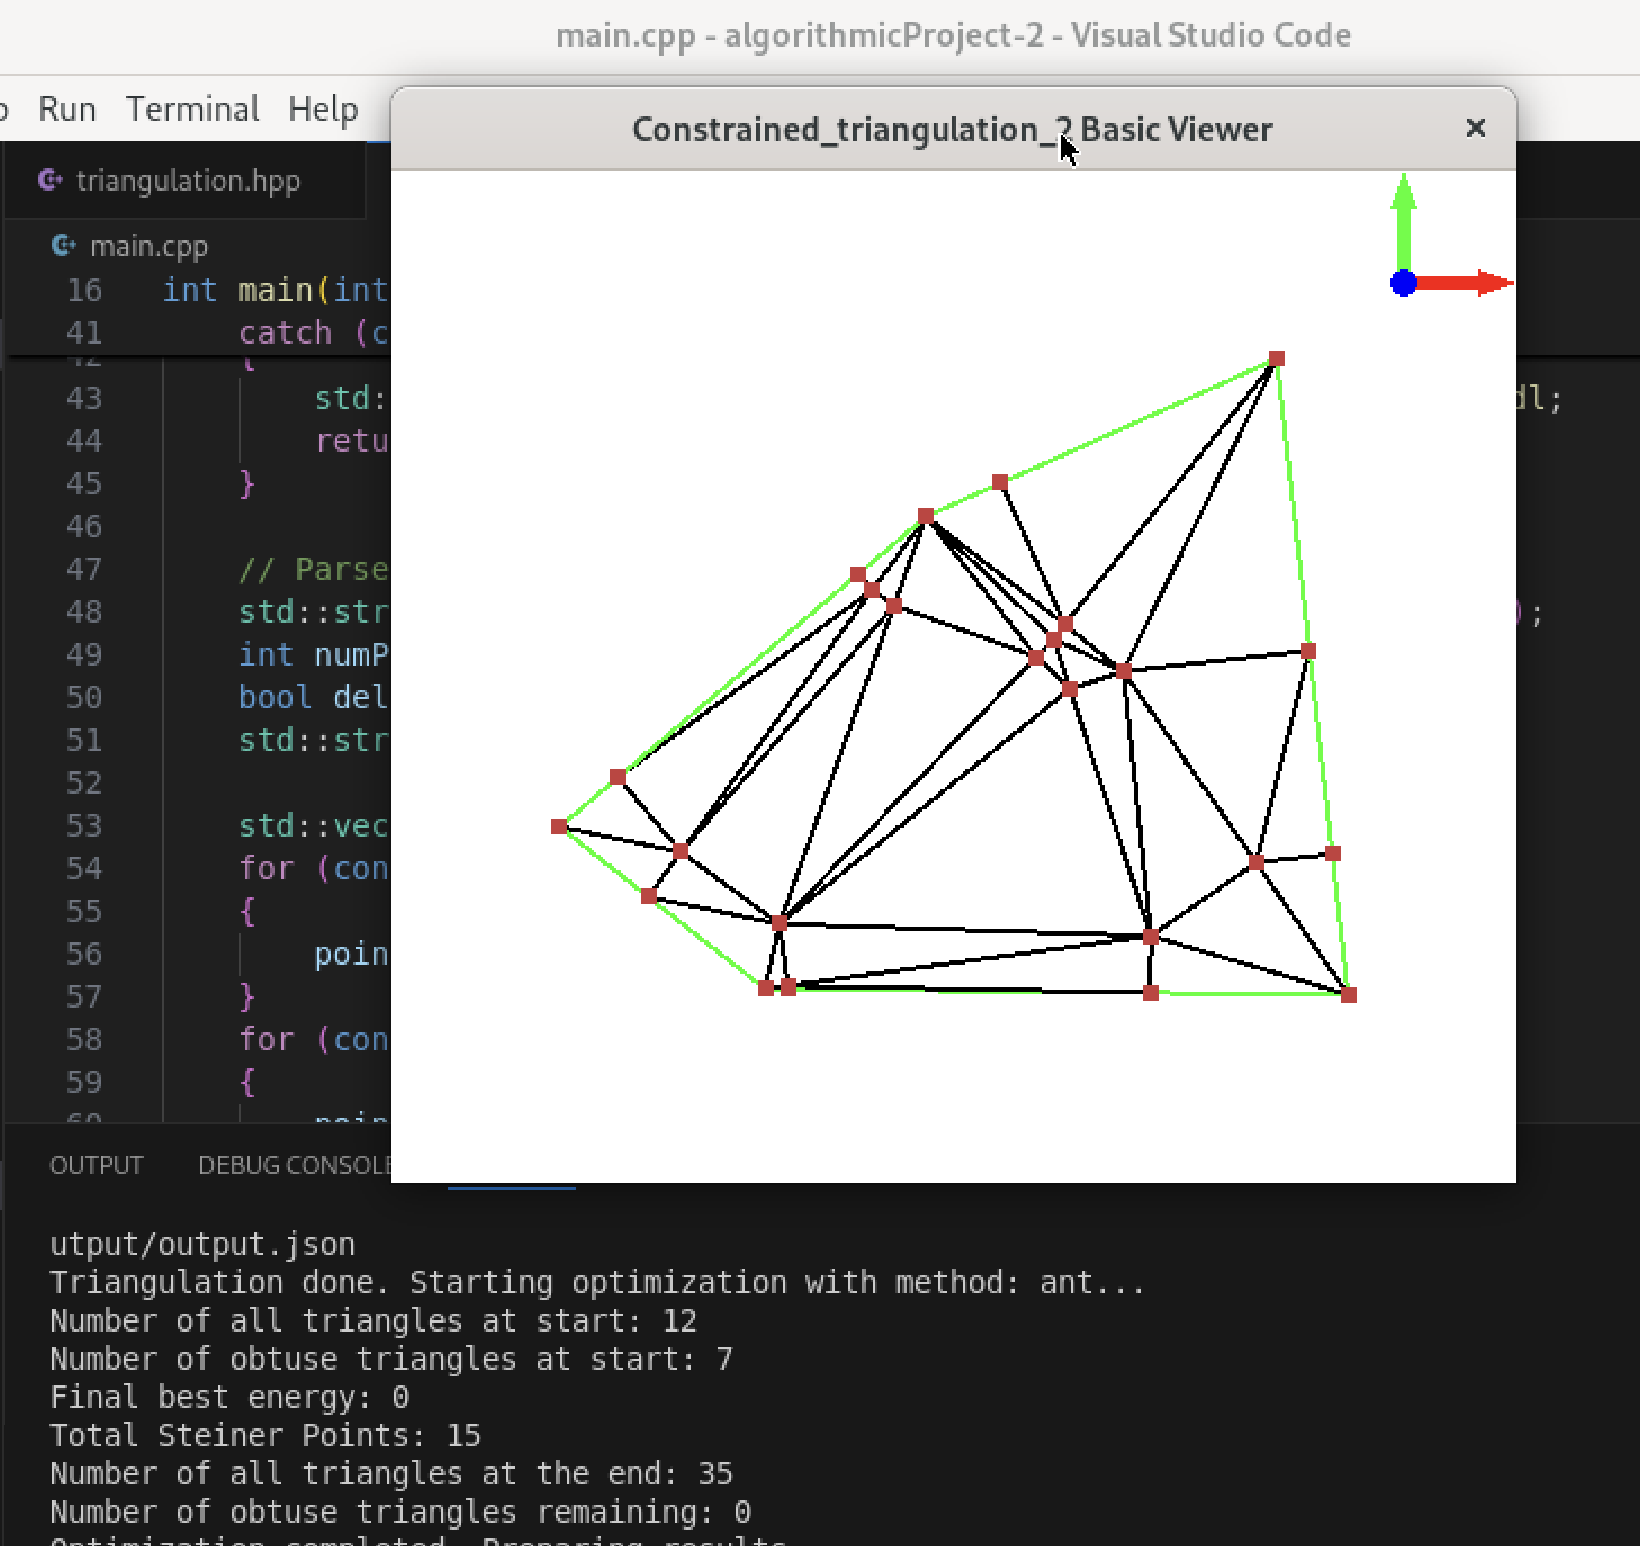 main.cpp - algorithmicProject-2 - Visual Studio Code
Run Terminal Help
Constrained_triangulation_2 Basic Viewer ×
triangulation.hpp
main.cpp
16 int main(int
41 catch (c
42 {
43 std: dl;
44 retu
45 }
46
47 // Parse
48 std::str );
49 int numP
50 bool del
51 std::str
52
53 std::vec
54 for (con
55 {
56 poin
57 }
58 for (con
59 {
60 poin
OUTPUT DEBUG CONSOLE
utput/output.json
Triangulation done. Starting optimization with method: ant...
Number of all triangles at start: 12
Number of obtuse triangles at start: 7
Final best energy: 0
Total Steiner Points: 15
Number of all triangles at the end: 35
Number of obtuse triangles remaining: 0
Optimization completed. Preparing results